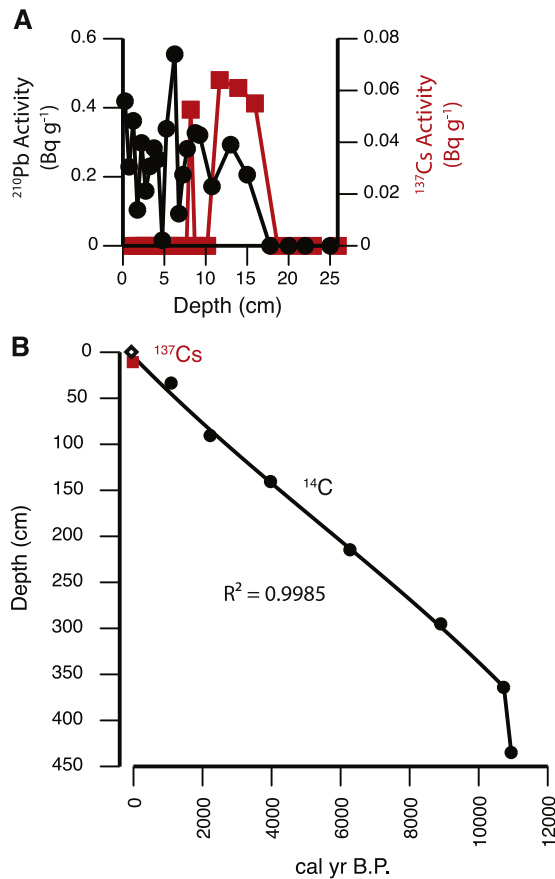 A
0.6
0.4
0.2
0
²¹⁰Pb Activity
(Bq g⁻¹)
0.08
0.06
0.04
0.02
0
¹³⁷Cs Activity
(Bq g⁻¹)
0 5 10 15 20 25
Depth (cm)
B
0
50
100
150
200
250
300
350
400
450
Depth (cm)
¹³⁷Cs
¹⁴C
R² = 0.9985
0 2000 4000 6000 8000 10000 12000
cal yr B.P.